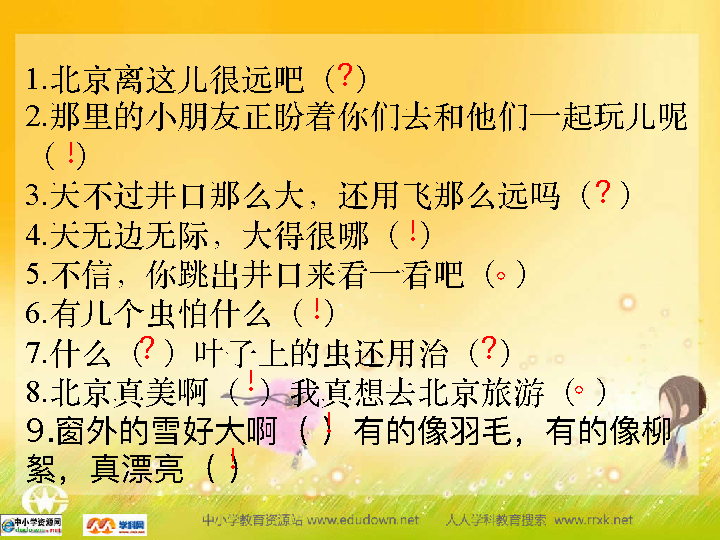 1.北京离这儿很远吧（?）
2.那里的小朋友正盼着你们去和他们一起玩儿呢
（!）
3.天不过井口那么大，还用飞那么远吗（?）
4.天无边无际，大得很哪（!）
5.不信，你跳出井口来看一看吧（。）
6.有几个虫怕什么（!）
7.什么（?）叶子上的虫还用治（?）
8.北京真美啊（!）我真想去北京旅游（。）
9.窗外的雪好大啊（!）有的像羽毛，有的像柳
絮，真漂亮（!）
中小学资源网 学科网 中小学教育资源站 www.edudown.net 人人学科教育搜索 www.rrxk.net